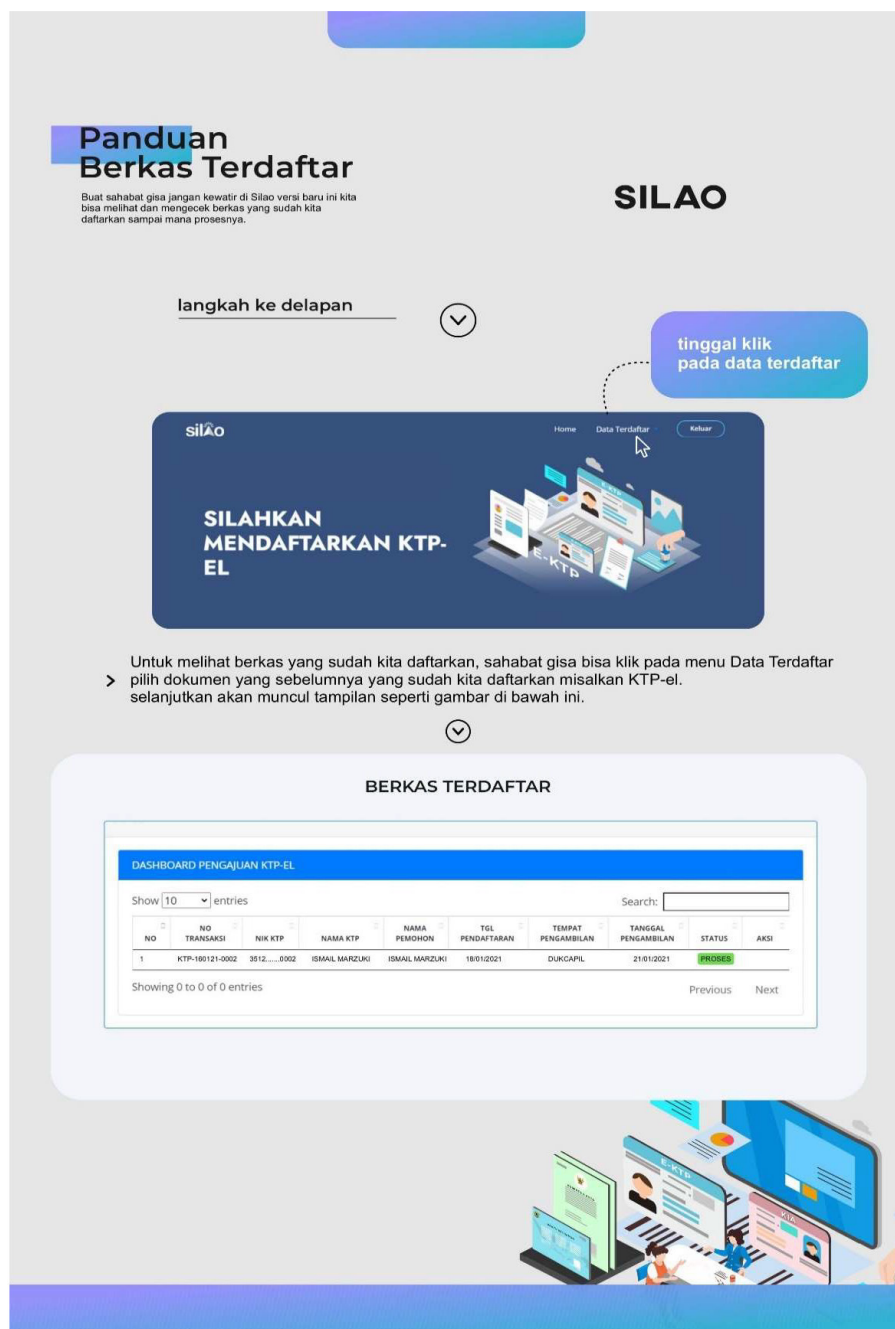 Panduan
Berkas Terdaftar
Buat sahabat gisa jangan kewatir di Silao versi baru ini kita
bisa melihat dan mengecek berkas yang sudah kita
daftarkan sampai mana prosesnya.
SILAO
langkah ke delapan
tinggal klik
pada data terdaftar
silao
Home Data Terdaftar Keluar
SILAHKAN
MENDAFTARKAN KTP-
EL
E-KTP
E-KTP
Untuk melihat berkas yang sudah kita daftarkan, sahabat gisa bisa klik pada menu Data Terdaftar
pilih dokumen yang sebelumnya yang sudah kita daftarkan misalkan KTP-el.
selanjutkan akan muncul tampilan seperti gambar di bawah ini.
BERKAS TERDAFTAR
DASHBOARD PENGAJUAN KTP-EL
Show 10 entries Search:
NO NO TRANSAKSI NIK KTP NAMA KTP NAMA PEMOHON TGL PENDAFTARAN TEMPAT PENGAMBILAN TANGGAL PENGAMBILAN STATUS AKSI
1 KTP-180121-0002 3512.......0002 ISMAIL MARZUKI ISMAIL MARZUKI 18/01/2021 DUKCAPIL 21/01/2021 PROSES
Showing 0 to 0 of 0 entries Previous Next
E-KTP
KIA